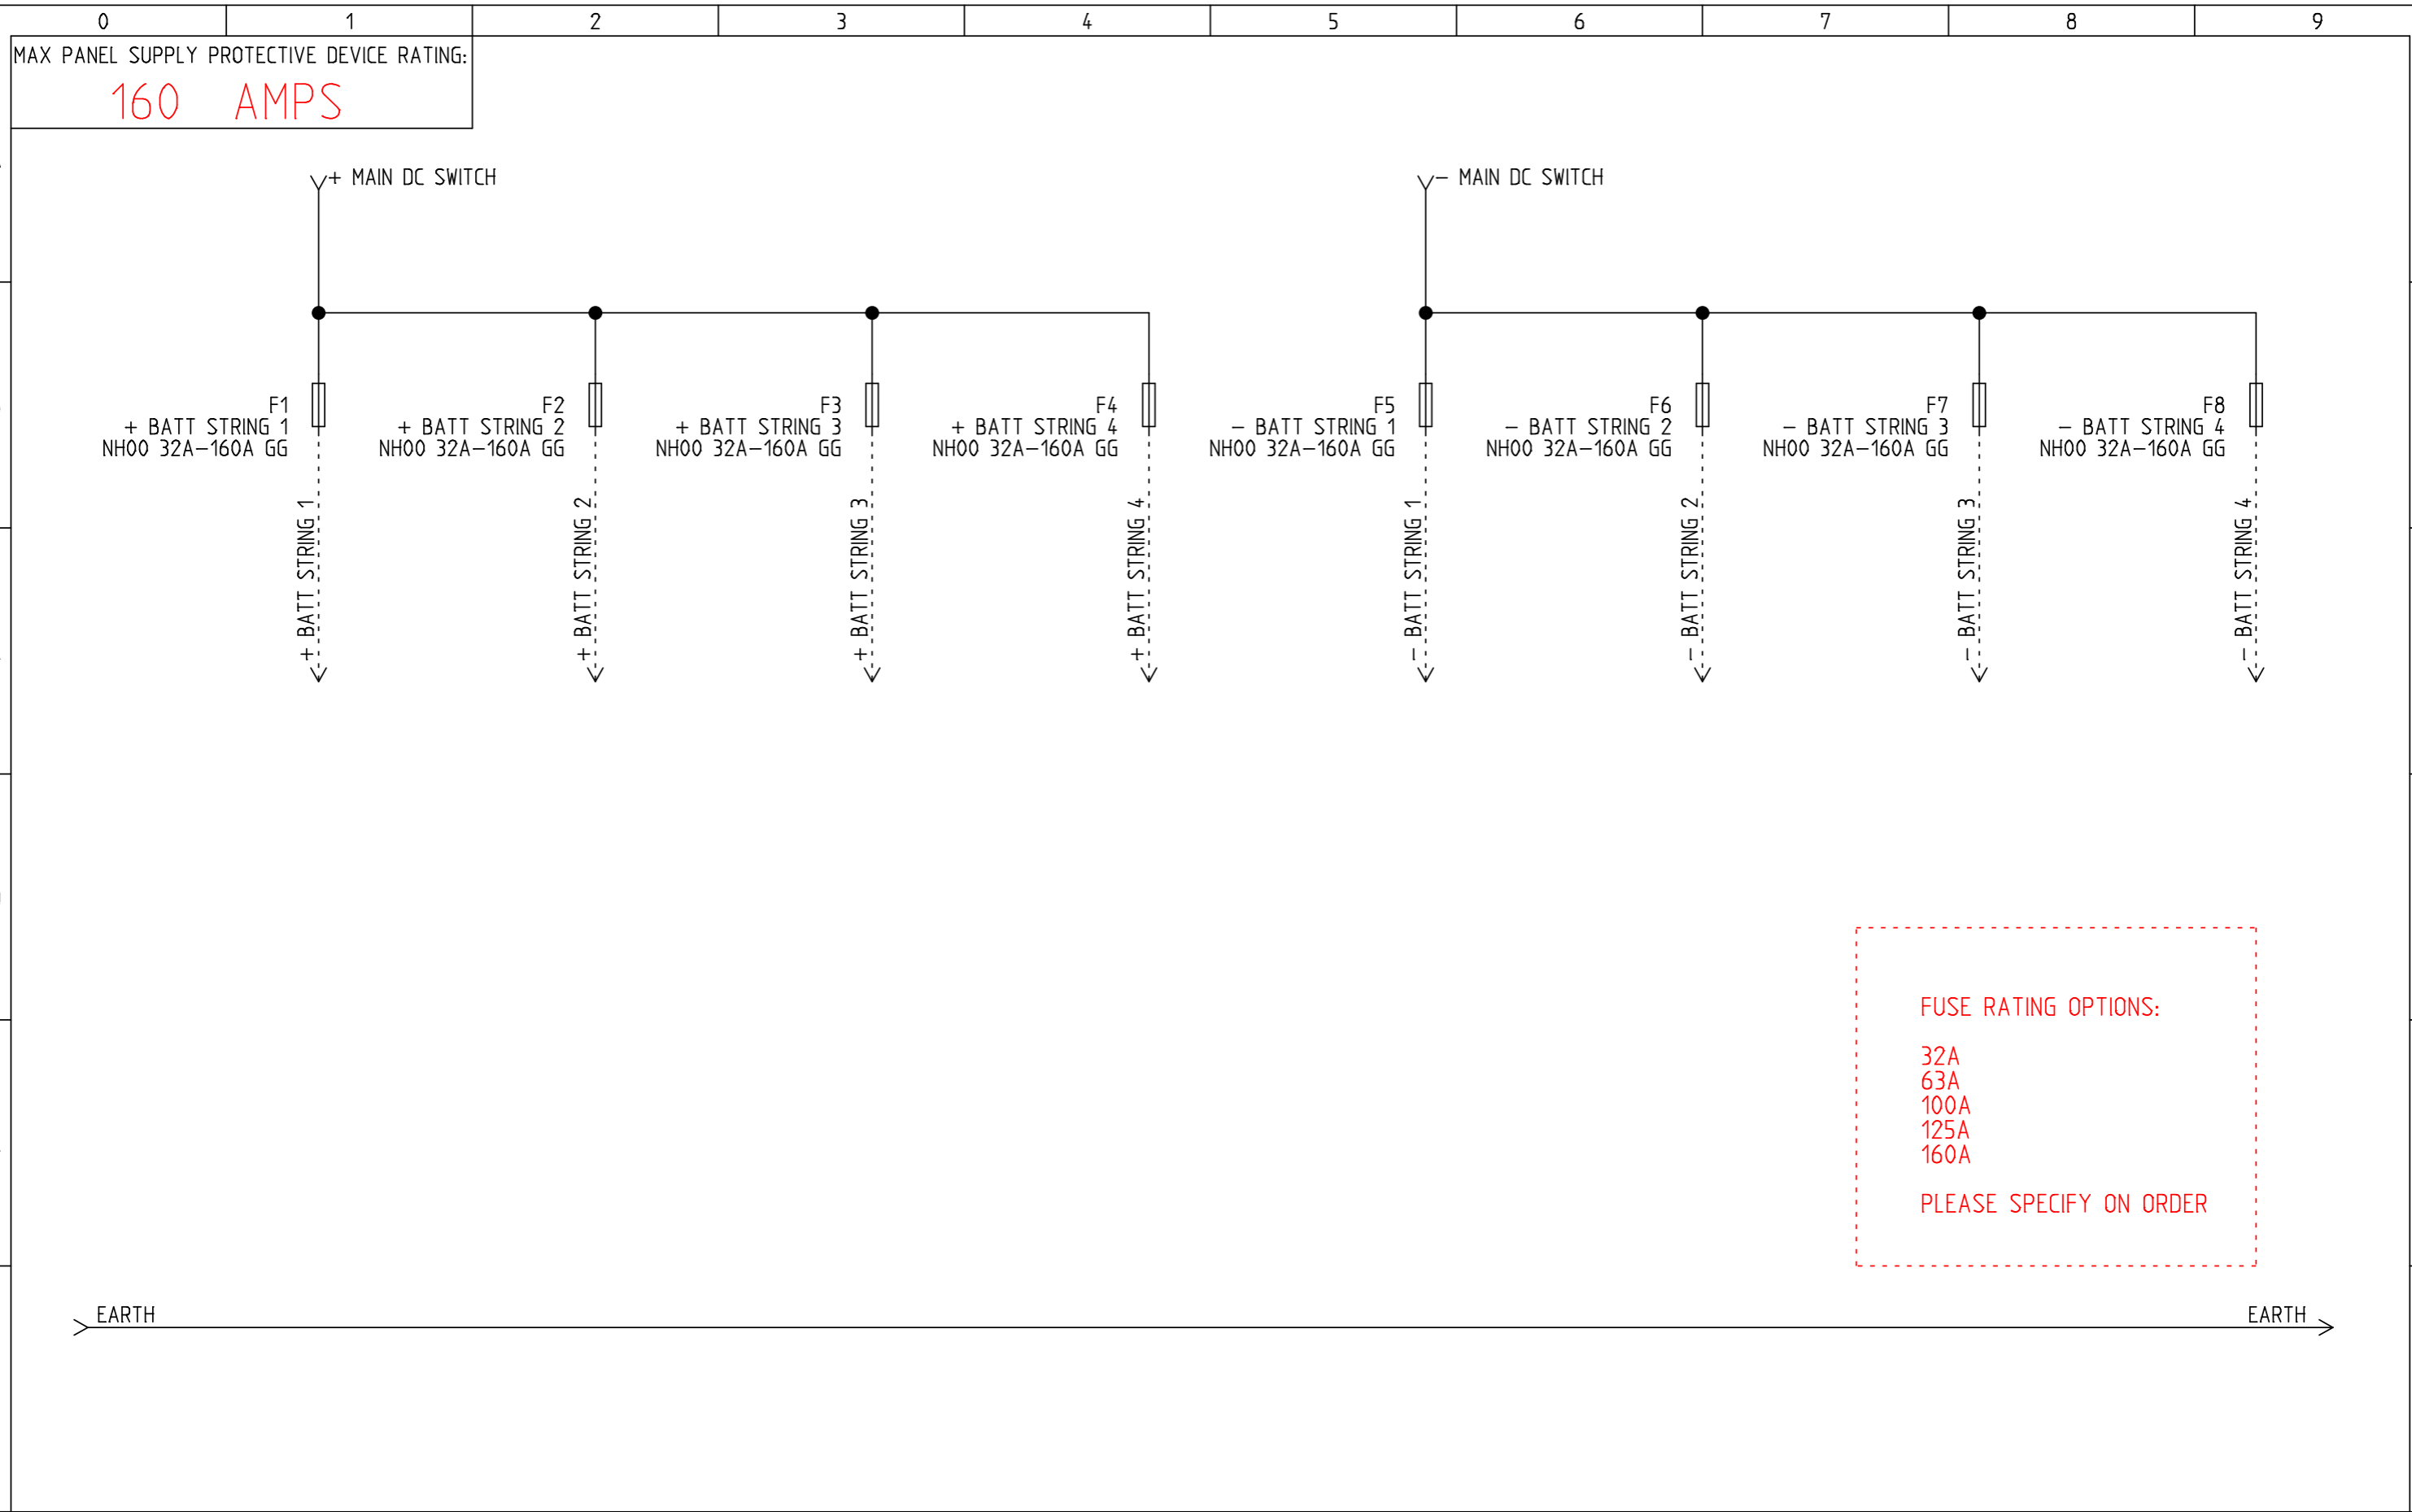 0 1 2 3 4 5 6 7 8 9
MAX PANEL SUPPLY PROTECTIVE DEVICE RATING:
160 AMPS
+ MAIN DC SWITCH
− MAIN DC SWITCH
F1
+ BATT STRING 1
NH00 32A−160A GG
F2
+ BATT STRING 2
NH00 32A−160A GG
F3
+ BATT STRING 3
NH00 32A−160A GG
F4
+ BATT STRING 4
NH00 32A−160A GG
F5
− BATT STRING 1
NH00 32A−160A GG
F6
− BATT STRING 2
NH00 32A−160A GG
F7
− BATT STRING 3
NH00 32A−160A GG
F8
− BATT STRING 4
NH00 32A−160A GG
+ BATT STRING 1
+ BATT STRING 2
+ BATT STRING 3
+ BATT STRING 4
− BATT STRING 1
− BATT STRING 2
− BATT STRING 3
− BATT STRING 4
FUSE RATING OPTIONS:
32A
63A
100A
125A
160A
PLEASE SPECIFY ON ORDER
EARTH
EARTH